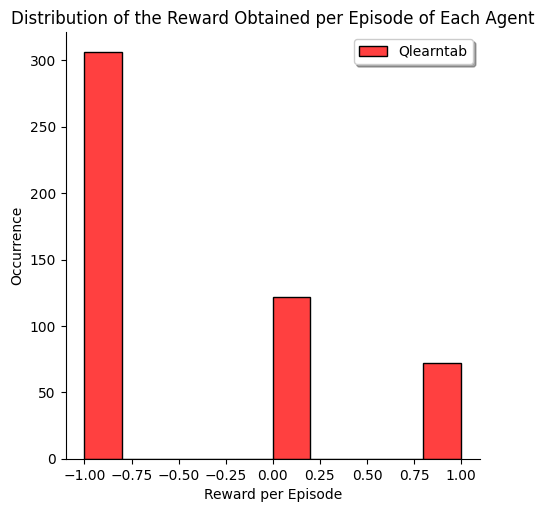 Distribution of the Reward Obtained per Episode of Each Agent
Qlearntab
300
250
200
150
100
50
0
Occurrence
−1.00 −0.75 −0.50 −0.25 0.00 0.25 0.50 0.75 1.00
Reward per Episode